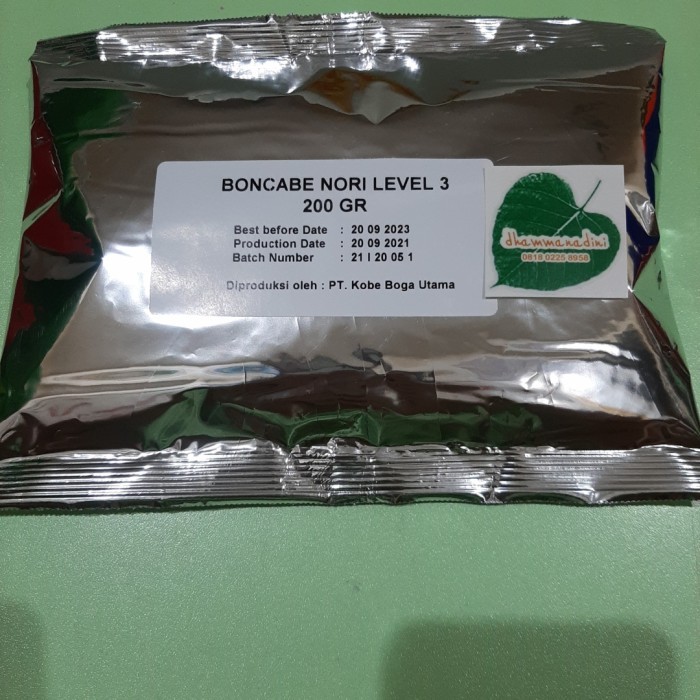 BONCABE NORI LEVEL 3
200 GR
Best before Date : 20 09 2023
Production Date : 20 09 2021
Batch Number : 21 I 20 05 1
Diproduksi oleh : PT. Kobe Boga Utama
dhammanadini
0818 0225 8958